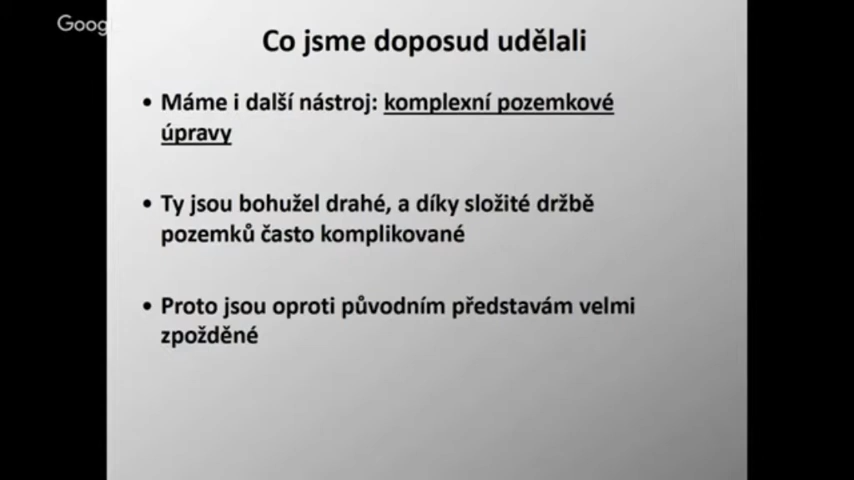 Goog
Co jsme doposud udělali
• Máme i další nástroj: komplexní pozemkové
úpravy
• Ty jsou bohužel drahé, a díky složité držbě
pozemků často komplikované
• Proto jsou oproti původním představám velmi
zpožděné